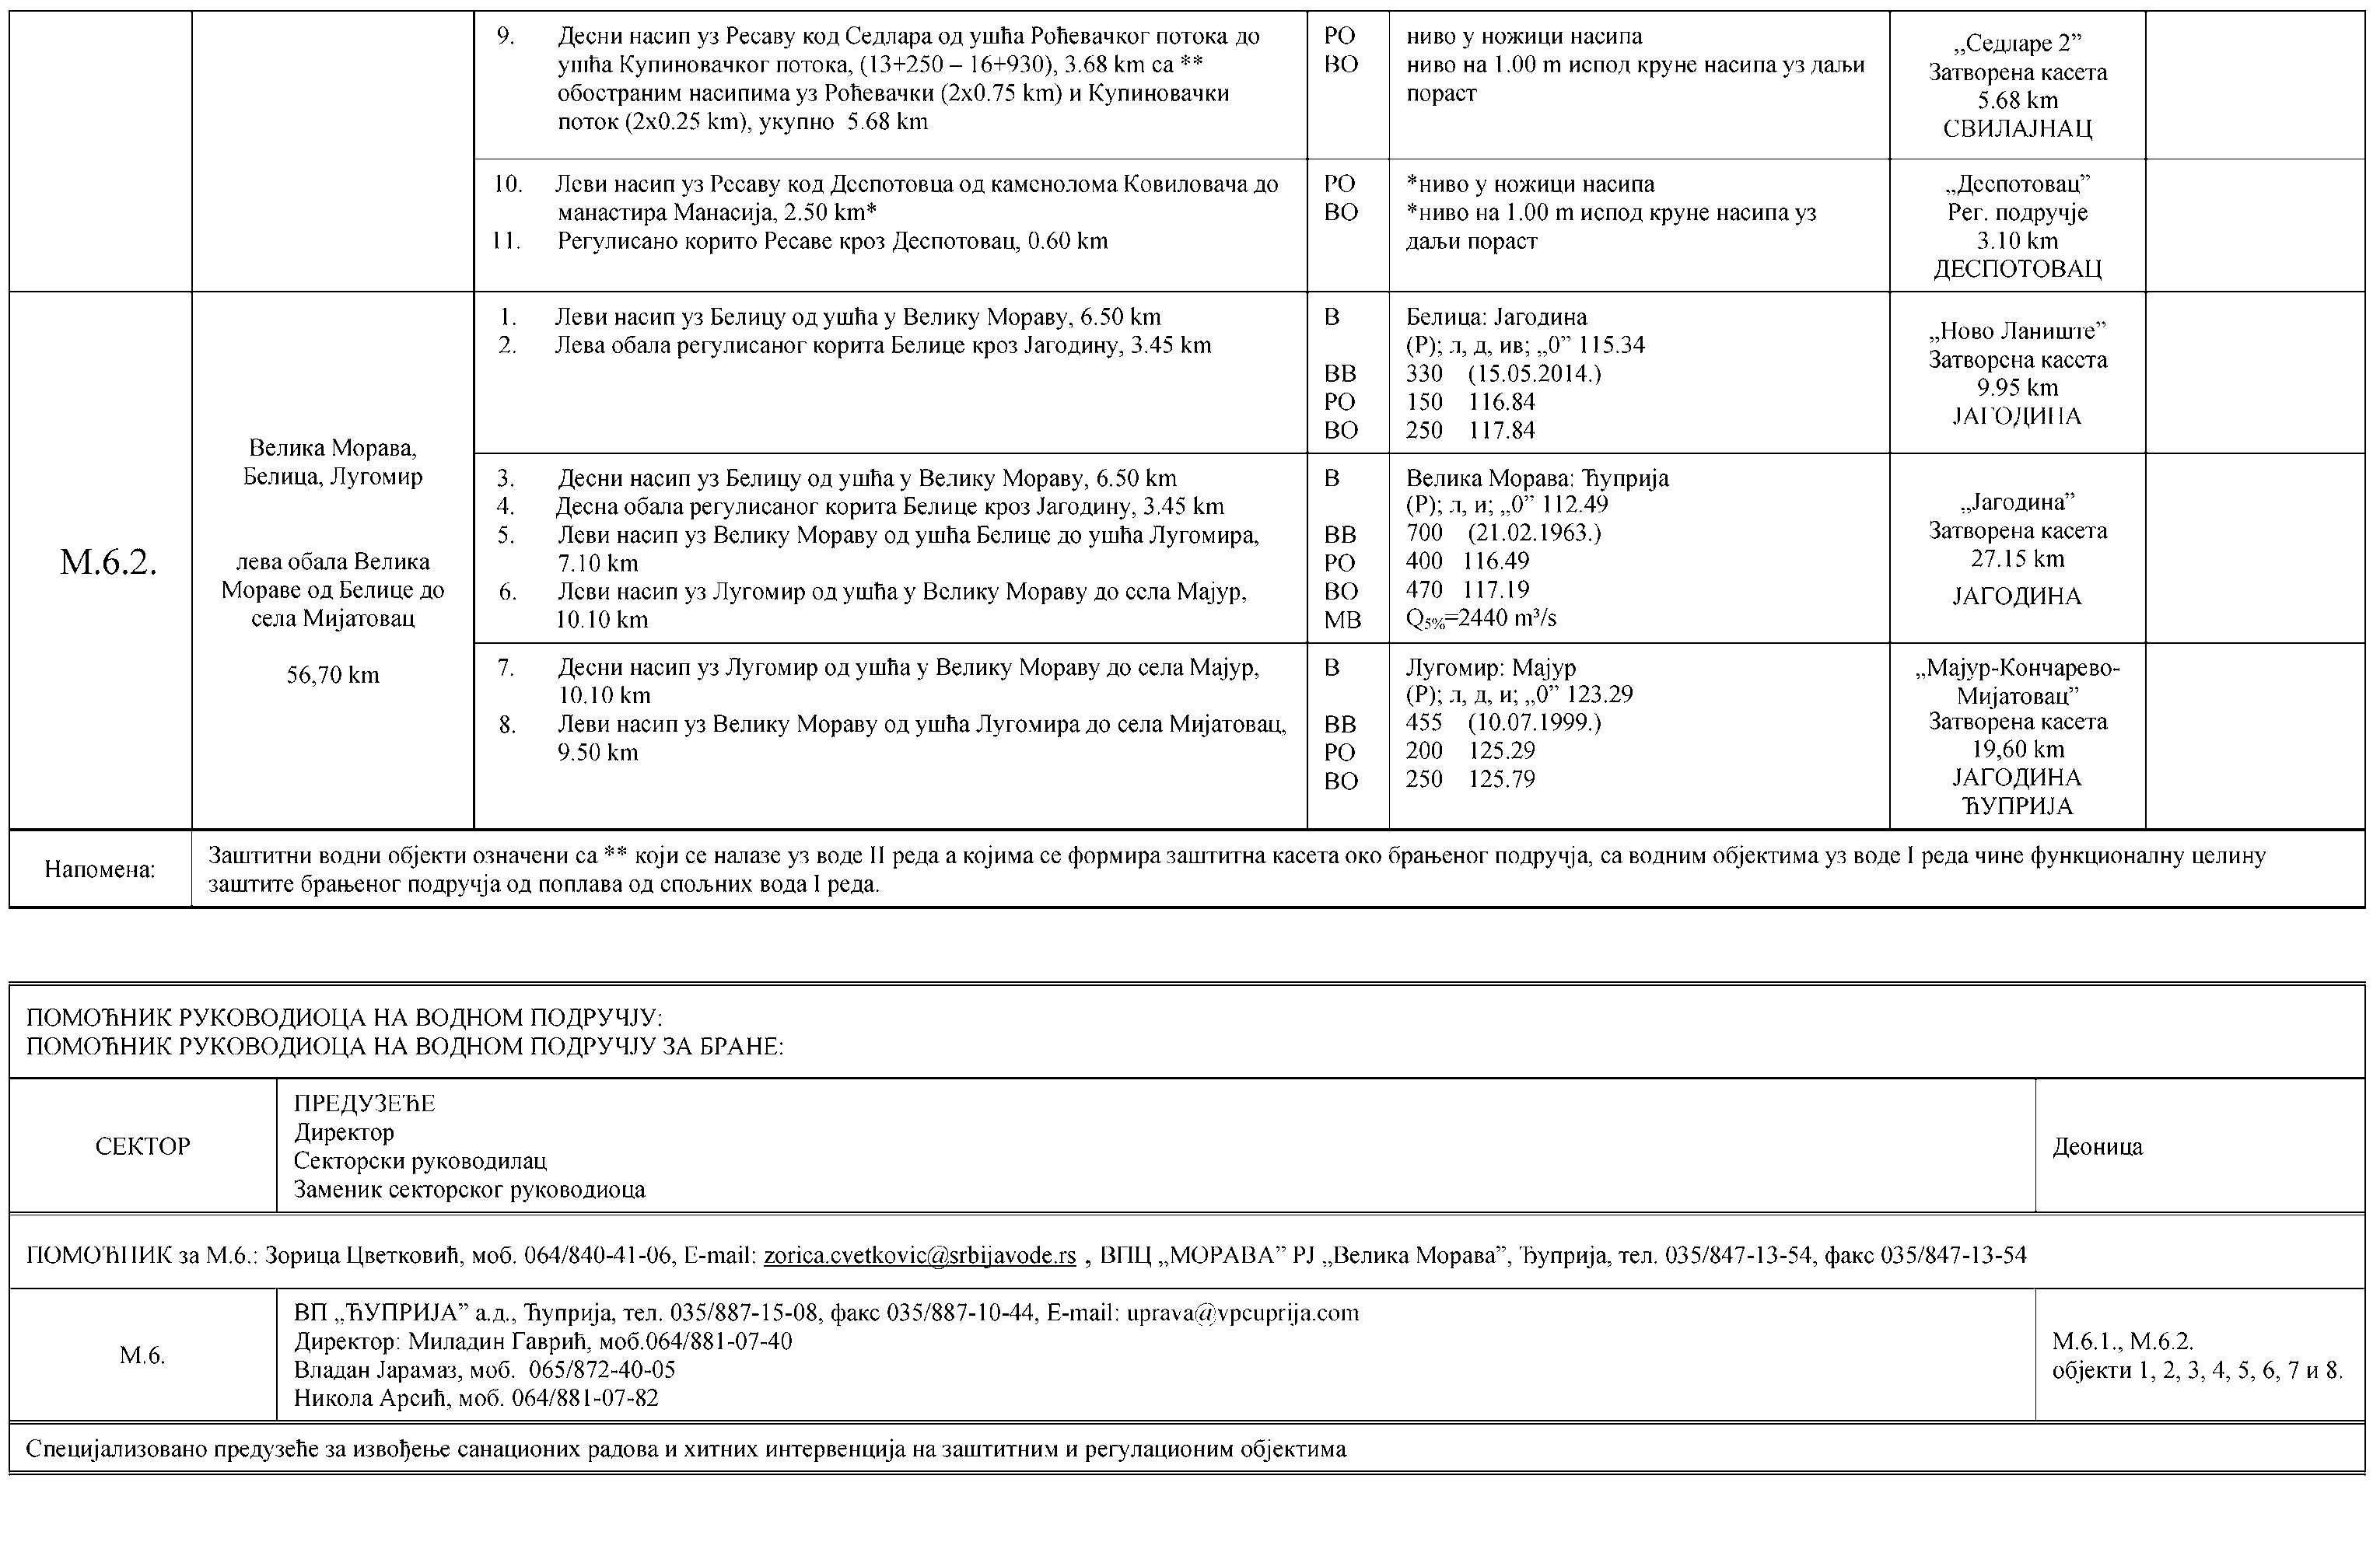 9. Десни насип уз Ресаву код Седлара од ушћа Роћевачког потока до
ушћа Купиновачког потока, (13+250 – 16+930), 3.68 km са **
обостраним насипима уз Роћевачки (2x0.75 km) и Купиновачки
поток (2x0.25 km), укупно 5.68 km
РО ниво у ножици насипа
ВО ниво на 1.00 m испод круне насипа уз даљи
пораст
„Седларе 2”
Затворена касета
5.68 km
СВИЛАЈНАЦ
10. Леви насип уз Ресаву код Деспотовца од каменолома Ковиловача до
манастира Манасија, 2.50 km*
11. Регулисано корито Ресаве кроз Деспотовац, 0.60 km
РО *ниво у ножици насипа
ВО *ниво на 1.00 m испод круне насипа уз
даљи пораст
„Деспотовац”
Рег. подручје
3.10 km
ДЕСПОТОВАЦ
М.6.2.
Велика Морава,
Белица, Лугомир
лева обала Велика
Мораве од Белице до
села Мијатовац
56,70 km
1. Леви насип уз Белицу од ушћа у Велику Мораву, 6.50 km
2. Лева обала регулисаног корита Белице кроз Јагодину, 3.45 km
В Белица: Јагодина
(Р); л, д, ив; „0” 115.34
ВВ 330 (15.05.2014.)
РО 150 116.84
ВО 250 117.84
„Ново Ланиште”
Затворена касета
9.95 km
ЈАГОДИНА
3. Десни насип уз Белицу од ушћа у Велику Мораву, 6.50 km
4. Десна обала регулисаног корита Белице кроз Јагодину, 3.45 km
5. Леви насип уз Велику Мораву од ушћа Белице до ушћа Лугомира,
7.10 km
6. Леви насип уз Лугомир од ушћа у Велику Мораву до села Мајур,
10.10 km
В Велика Морава: Ћуприја
(Р); л, и; „0” 112.49
ВВ 700 (21.02.1963.)
РО 400 116.49
ВО 470 117.19
МВ Q5%=2440 m³/s
„Јагодина”
Затворена касета
27.15 km
ЈАГОДИНА
7. Десни насип уз Лугомир од ушћа у Велику Мораву до села Мајур,
10.10 km
8. Леви насип уз Велику Мораву од ушћа Лугомира до села Мијатовац,
9.50 km
В Лугомир: Мајур
(Р); л, д, и; „0” 123.29
ВВ 455 (10.07.1999.)
РО 200 125.29
ВО 250 125.79
„Мајур-Кончарево-
Мијатовац”
Затворена касета
19,60 km
ЈАГОДИНА
ЋУПРИЈА
Напомена:
Заштитни водни објекти означени са ** који се налазе уз воде II реда а којима се формира заштитна касета око брањеног подручја, са водним објектима уз воде I реда чине функционалну целину
заштите брањеног подручја од поплава од спољних вода I реда.
ПОМОЋНИК РУКОВОДИОЦА НА ВОДНОМ ПОДРУЧЈУ:
ПОМОЋНИК РУКОВОДИОЦА НА ВОДНОМ ПОДРУЧЈУ ЗА БРАНЕ:
СЕКТОР
ПРЕДУЗЕЋЕ
Директор
Секторски руководилац
Заменик секторског руководиоца
Деоница
ПОМОЋНИК за М.6.: Зорица Цветковић, моб. 064/840-41-06, E-mail: zorica.cvetkovic@srbijavode.rs , ВПЦ „МОРАВА” РЈ „Велика Морава”, Ћуприја, тел. 035/847-13-54, факс 035/847-13-54
М.6.
ВП „ЋУПРИЈА” а.д., Ћуприја, тел. 035/887-15-08, факс 035/887-10-44, E-mail: uprava@vpcuprija.com
Директор: Миладин Гаврић, моб.064/881-07-40
Владан Јарамаз, моб. 065/872-40-05
Никола Арсић, моб. 064/881-07-82
М.6.1., М.6.2.
објекти 1, 2, 3, 4, 5, 6, 7 и 8.
Специјализовано предузеће за извођење санационих радова и хитних интервенција на заштитним и регулационим објектима